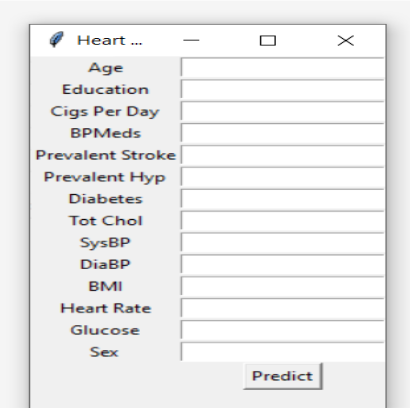 Heart ...
Age
Education
Cigs Per Day
BPMeds
Prevalent Stroke
Prevalent Hyp
Diabetes
Tot Chol
SysBP
DiaBP
BMI
Heart Rate
Glucose
Sex
Predict